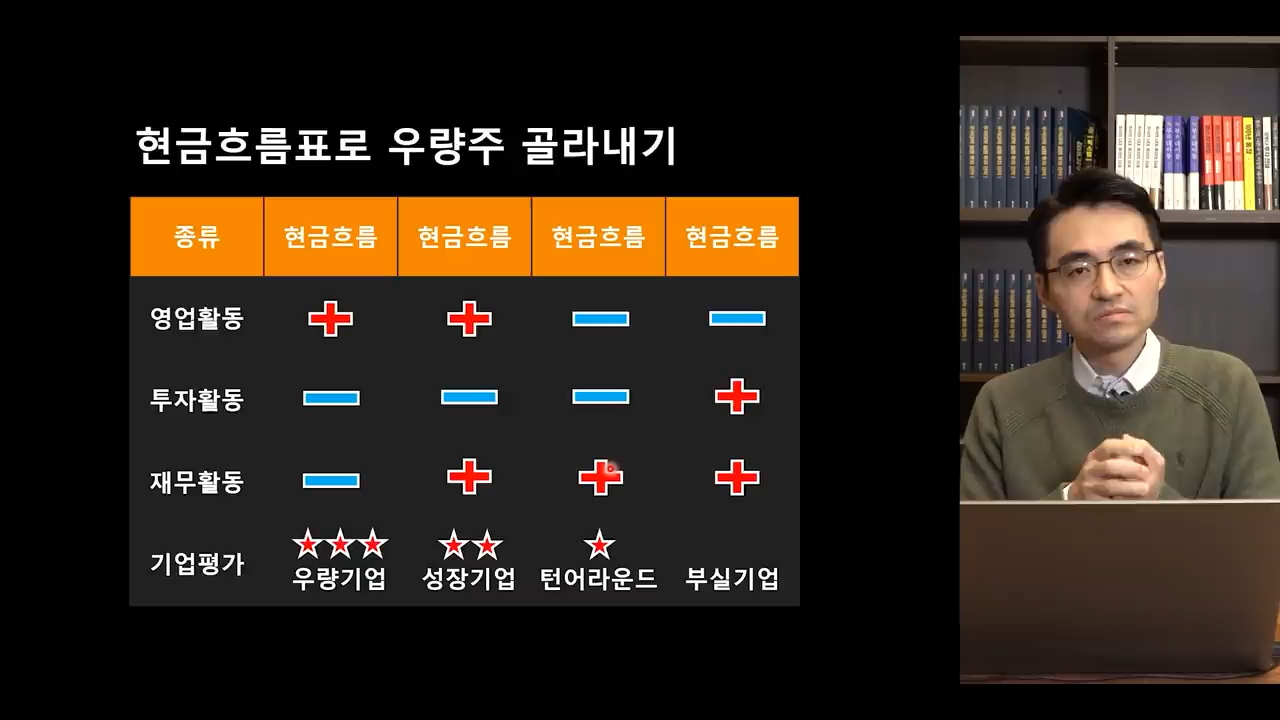 현금흐름표로 우량주 골라내기
종류 현금흐름 현금흐름 현금흐름 현금흐름
영업활동 + + − −
투자활동 − − − +
재무활동 − + + +
기업평가 ★★★ 우량기업 ★★ 성장기업 ★ 턴어라운드 부실기업